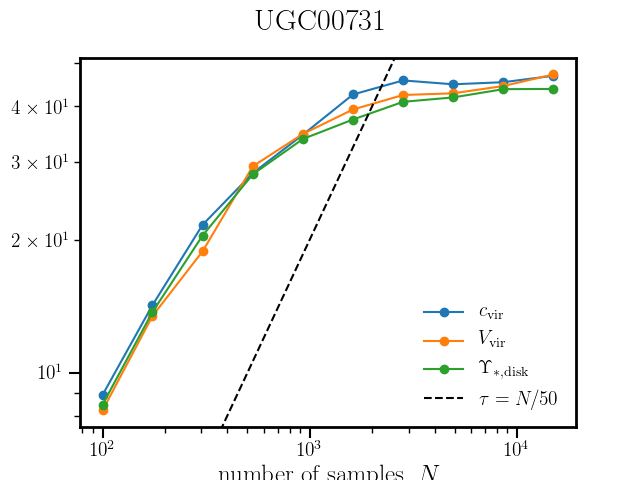 UGC00731
4 × 10¹
3 × 10¹
2 × 10¹
10¹
c_vir
V_vir
ϒ_*,disk
τ = N/50
10² 10³ 10⁴
number of samples, N